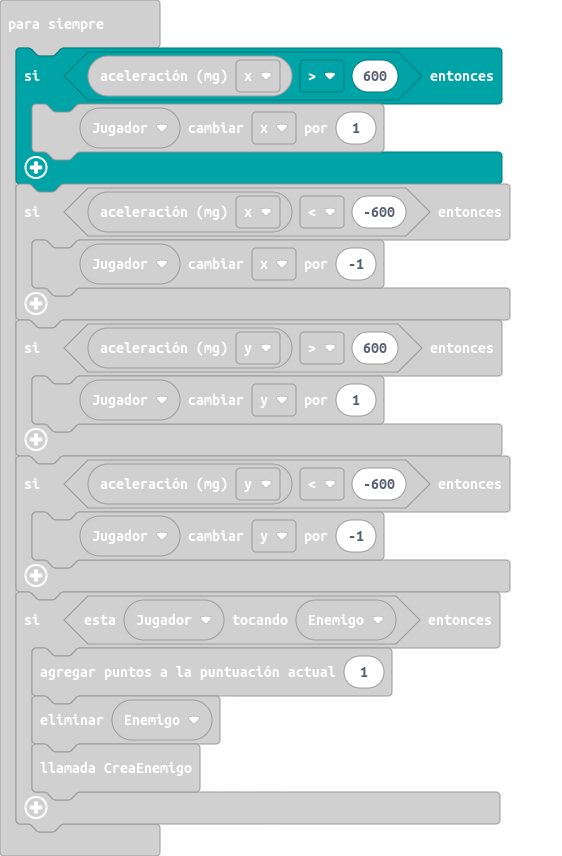 para siempre
si aceleración (mg) x > 600 entonces
Jugador cambiar x por 1
si aceleración (mg) x < -600 entonces
Jugador cambiar x por -1
si aceleración (mg) y > 600 entonces
Jugador cambiar y por 1
si aceleración (mg) y < -600 entonces
Jugador cambiar y por -1
si esta Jugador tocando Enemigo entonces
agregar puntos a la puntuación actual 1
eliminar Enemigo
llamada CreaEnemigo